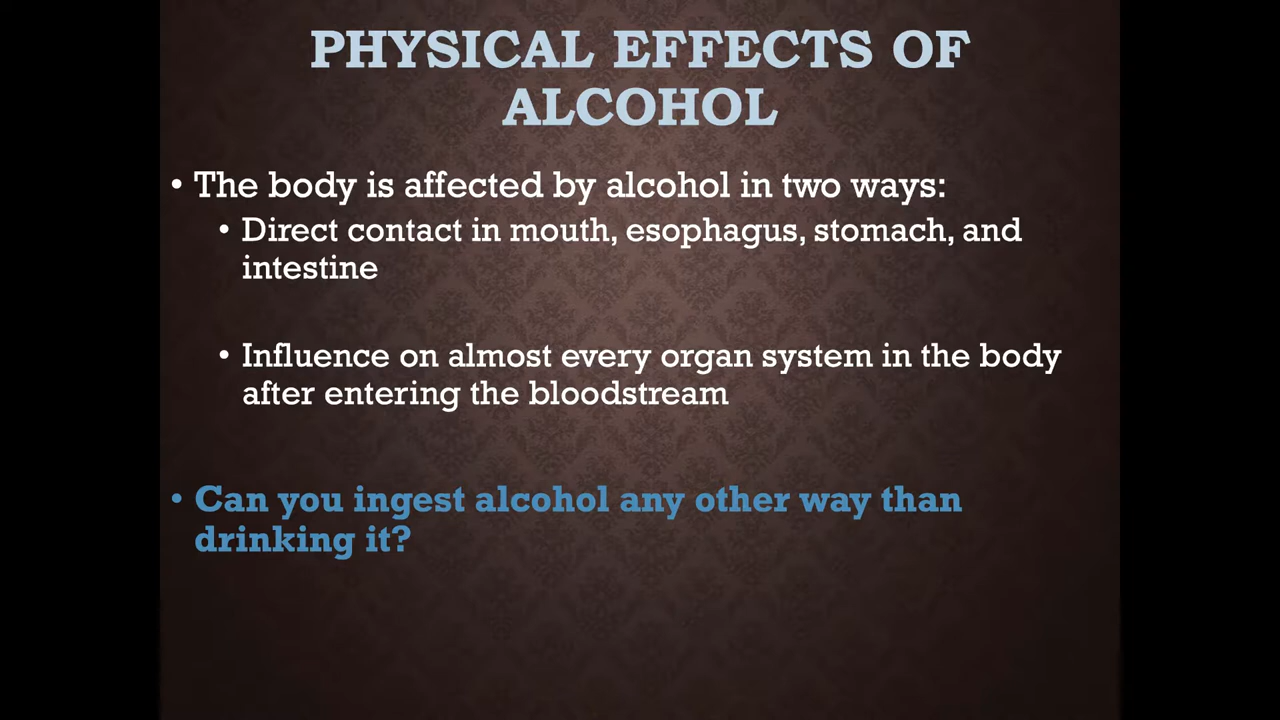 PHYSICAL EFFECTS OF
ALCOHOL
• The body is affected by alcohol in two ways:
• Direct contact in mouth, esophagus, stomach, and
intestine
• Influence on almost every organ system in the body
after entering the bloodstream
• Can you ingest alcohol any other way than
drinking it?